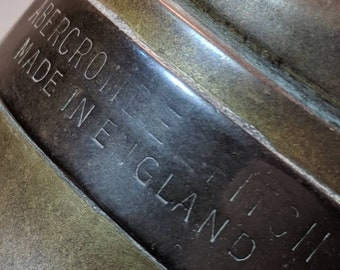 ABERCROMBIE & FITCH
MADE IN ENGLAND